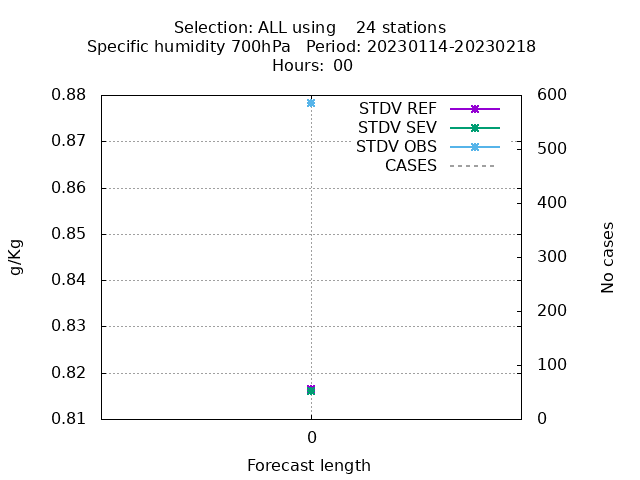 Selection: ALL using    24 stations
Specific humidity 700hPa   Period: 20230114-20230218
Hours:  00
0.88
0.87
0.86
0.85
0.84
0.83
0.82
0.81
g/Kg
STDV REF
STDV SEV
STDV OBS
CASES
600
500
400
300
200
100
0
No cases
0
Forecast length